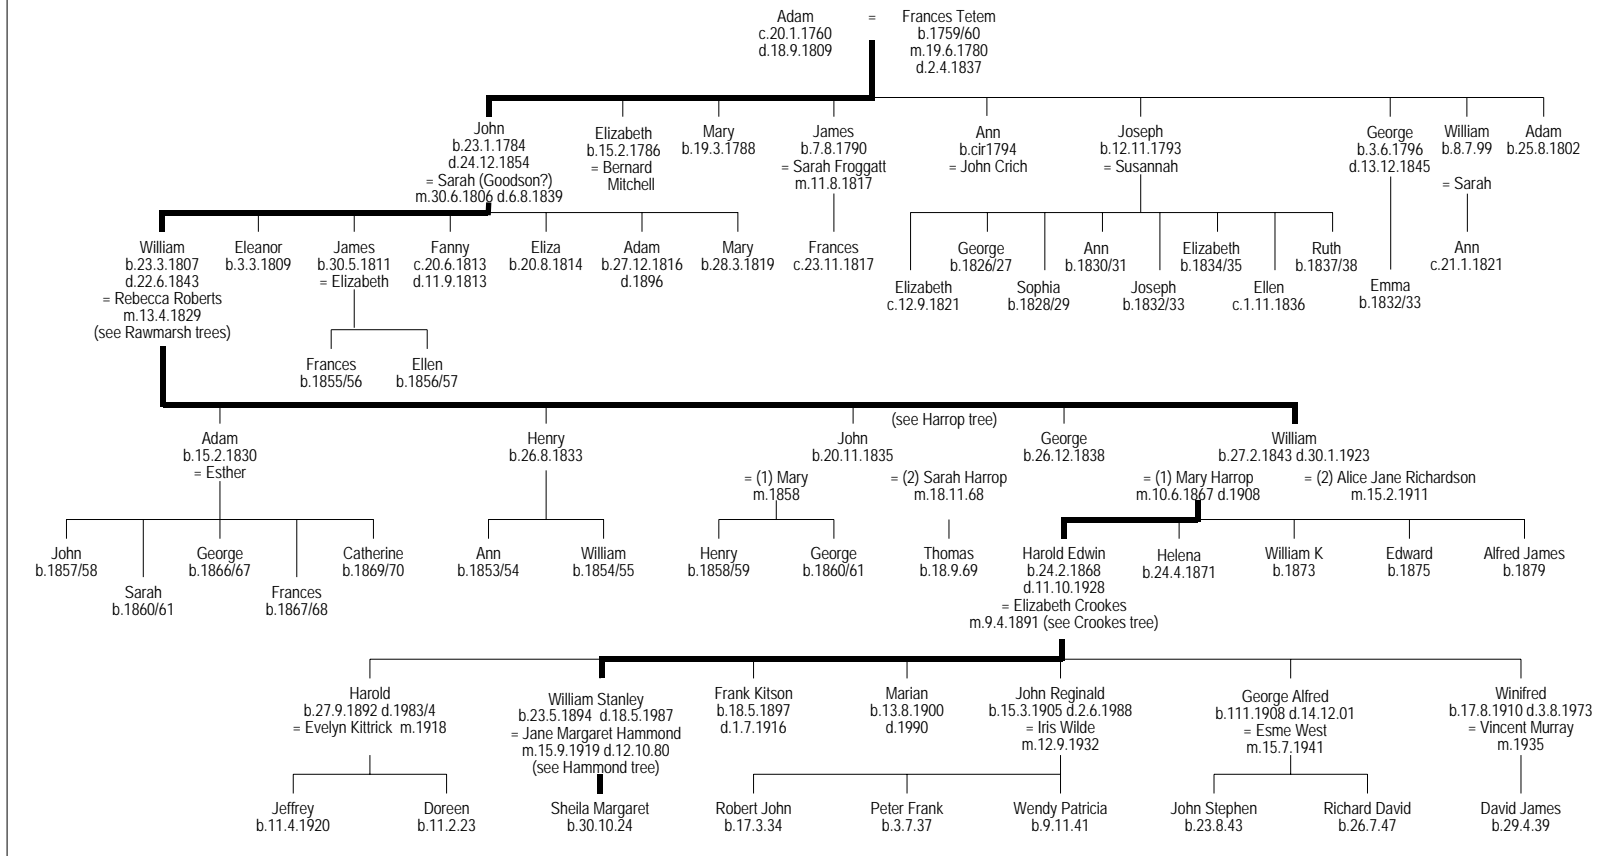 Adam = Frances Tetem
c.20.1.1760 b.1759/60
d.18.9.1809 m.19.6.1780
d.2.4.1837
John
b.23.1.1784
d.24.12.1854
= Sarah (Goodson?)
m.30.6.1806 d.6.8.1839
Elizabeth
b.15.2.1786
= Bernard
Mitchell
Mary
b.19.3.1788
James
b.7.8.1790
= Sarah Froggatt
m.11.8.1817
Ann
b.cir1794
= John Crich
Joseph
b.12.11.1793
= Susannah
George
b.3.6.1796
d.13.12.1845
William
b.8.7.99
= Sarah
Adam
b.25.8.1802
William
b.23.3.1807
d.22.6.1843
= Rebecca Roberts
m.13.4.1829
(see Rawmarsh trees)
Eleanor
b.3.3.1809
James
b.30.5.1811
= Elizabeth
Fanny
c.20.6.1813
d.11.9.1813
Eliza
b.20.8.1814
Adam
b.27.12.1816
d.1896
Mary
b.28.3.1819
Frances
c.23.11.1817
Elizabeth
c.12.9.1821
George
b.1826/27
Sophia
b.1828/29
Ann
b.1830/31
Joseph
b.1832/33
Elizabeth
b.1834/35
Ellen
c.1.11.1836
Ruth
b.1837/38
Emma
b.1832/33
Ann
c.21.1.1821
Frances
b.1855/56
Ellen
b.1856/57
(see Harrop tree)
Adam
b.15.2.1830
= Esther
Henry
b.26.8.1833
John
b.20.11.1835
= (1) Mary
m.1858
= (2) Sarah Harrop
m.18.11.68
George
b.26.12.1838
William
b.27.2.1843 d.30.1.1923
= (1) Mary Harrop
m.10.6.1867 d.1908
= (2) Alice Jane Richardson
m.15.2.1911
John
b.1857/58
Sarah
b.1860/61
George
b.1866/67
Frances
b.1867/68
Catherine
b.1869/70
Ann
b.1853/54
William
b.1854/55
Henry
b.1858/59
George
b.1860/61
Thomas
b.18.9.69
Harold Edwin
b.24.2.1868
d.11.10.1928
= Elizabeth Crookes
m.9.4.1891 (see Crookes tree)
Helena
b.24.4.1871
William K
b.1873
Edward
b.1875
Alfred James
b.1879
Harold
b.27.9.1892 d.1983/4
= Evelyn Kittrick m.1918
William Stanley
b.23.5.1894 d.18.5.1987
= Jane Margaret Hammond
m.15.9.1919 d.12.10.80
(see Hammond tree)
Frank Kitson
b.18.5.1897
d.1.7.1916
Marian
b.13.8.1900
d.1990
John Reginald
b.15.3.1905 d.2.6.1988
= Iris Wilde
m.12.9.1932
George Alfred
b.111.1908 d.14.12.01
= Esme West
m.15.7.1941
Winifred
b.17.8.1910 d.3.8.1973
= Vincent Murray
m.1935
Jeffrey
b.11.4.1920
Doreen
b.11.2.23
Sheila Margaret
b.30.10.24
Robert John
b.17.3.34
Peter Frank
b.3.7.37
Wendy Patricia
b.9.11.41
John Stephen
b.23.8.43
Richard David
b.26.7.47
David James
b.29.4.39